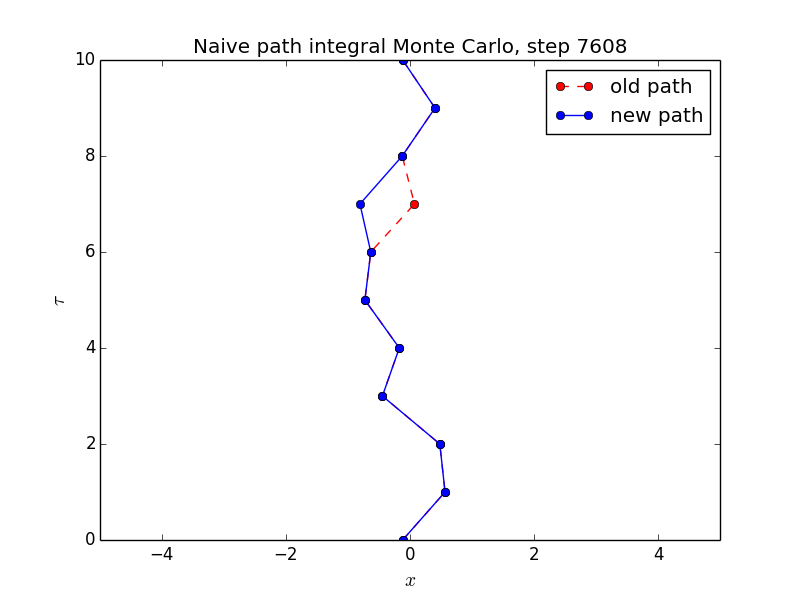 Naive path integral Monte Carlo, step 7608
old path
new path
10
8
6
4
2
0
τ
−4 −2 0 2 4
x